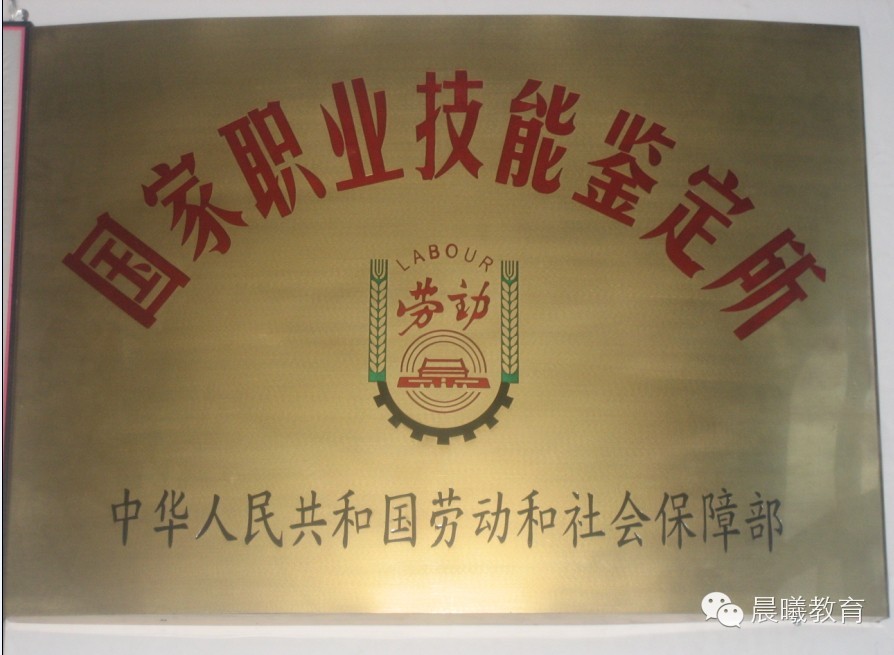 国家职业技能鉴定所
LABOUR
劳动
中华人民共和国劳动和社会保障部
晨曦教育